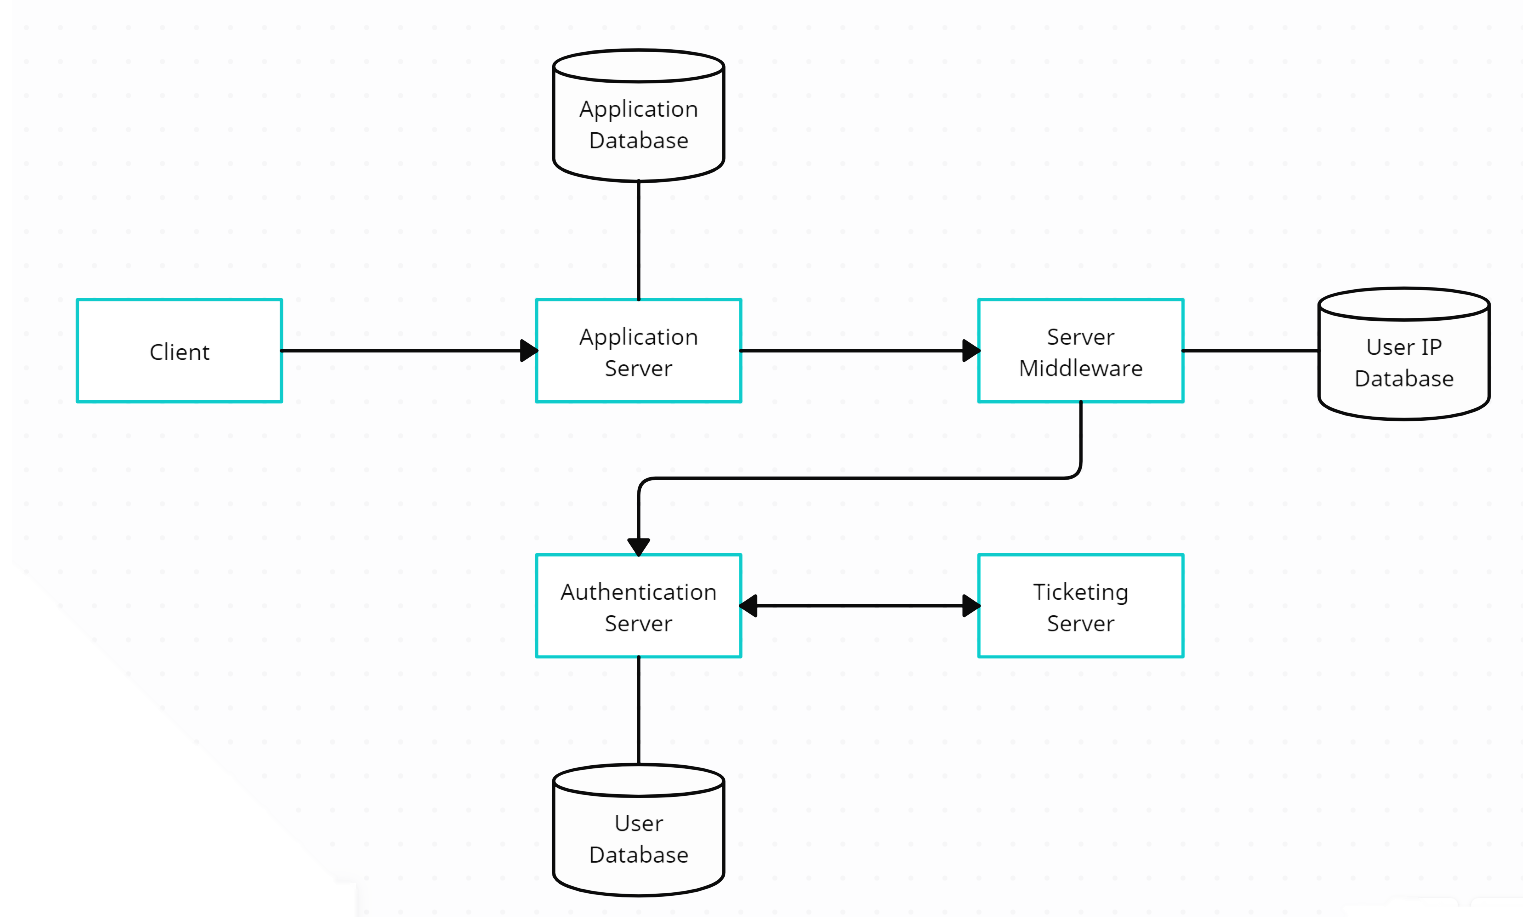 Application
Database
Client
Application
Server
Server
Middleware
User IP
Database
Authentication
Server
Ticketing
Server
User
Database